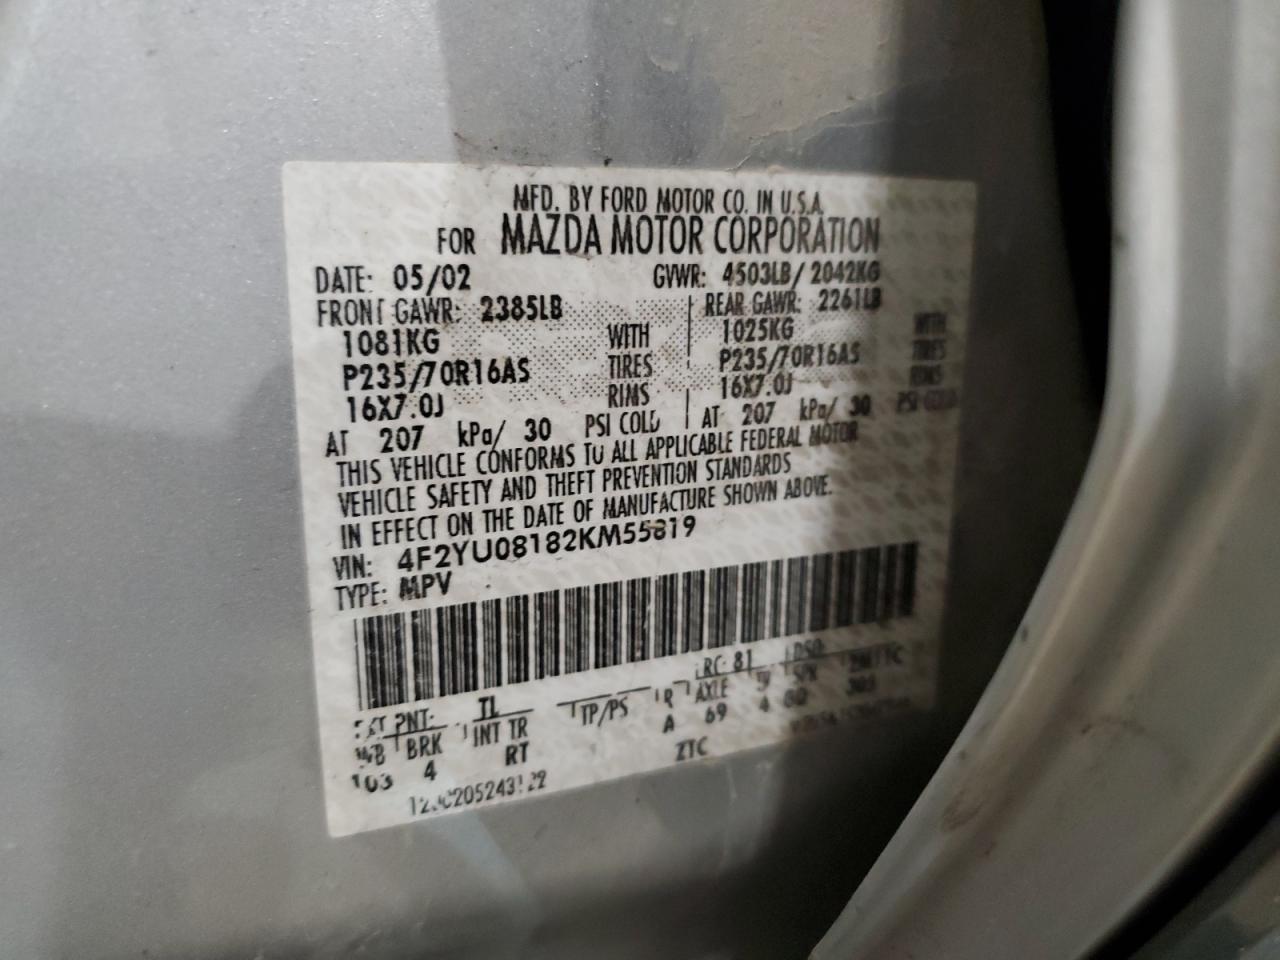 MFD. BY FORD MOTOR CO. IN U.S.A.
FOR MAZDA MOTOR CORPORATION
DATE: 05/02 GVWR: 4503LB/ 2042KG
FRONT GAWR: 2385LB REAR GAWR: 2261LB
1081KG WITH 1025KG WITH
P235/70R16AS TIRES P235/70R16AS TIRES
16X7.0J RIMS 16X7.0J RIMS
AT 207 kPa/ 30 PSI COLD AT 207 kPa/ 30 PSI COLD
THIS VEHICLE CONFORMS TO ALL APPLICABLE FEDERAL MOTOR
VEHICLE SAFETY AND THEFT PREVENTION STANDARDS
IN EFFECT ON THE DATE OF MANUFACTURE SHOWN ABOVE.
VIN: 4F2YU08182KM55819
TYPE: MPV
EXT PNT: TL RC: 81 DSO:
WB BRK INT TR TP/PS R AXLE
103 4 RT A 69 4
ZTC